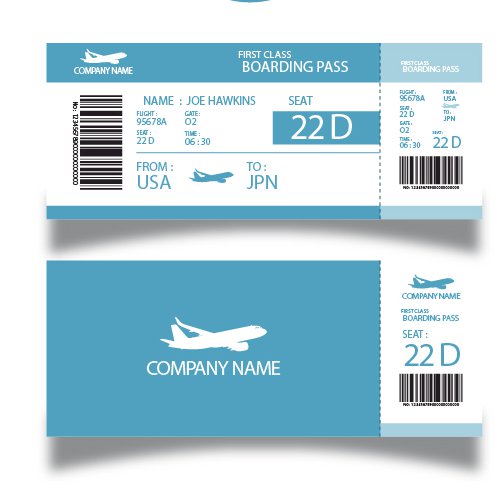 COMPANY NAME
FIRST CLASS
BOARDING PASS
NAME : JOE HAWKINS
SEAT
FLIGHT :
95678A
GATE:
O2
22 D
SEAT :
22 D
TIME :
06 : 30
FROM :
USA
TO :
JPN
FIRSTCLASS
BOARDING PASS
FLIGHT:
95678A
FROM :
USA
SEAT:
22 D
TO :
JPN
GATE:
O2
TIME :
06 : 30
SEAT:
22 D
COMPANY NAME
COMPANY NAME
FIRSTCLASS
BOARDING PASS
SEAT :
22 D